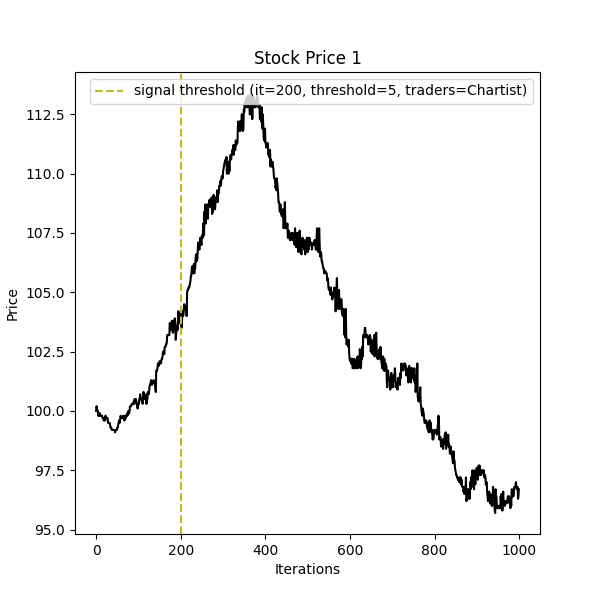 Stock Price 1
signal threshold (it=200, threshold=5, traders=Chartist)
112.5
110.0
107.5
105.0
102.5
100.0
97.5
95.0
Price
0 200 400 600 800 1000
Iterations